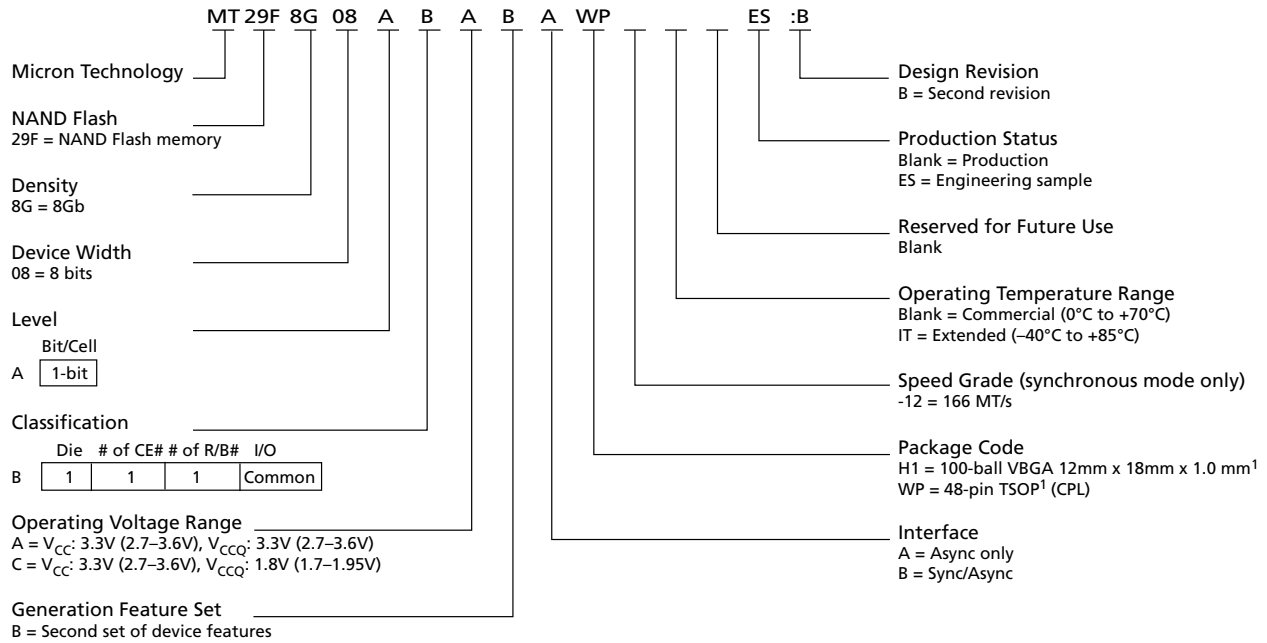 MT 29F 8G 08 A B A B A WP ES :B
Micron Technology
NAND Flash
29F = NAND Flash memory
Density
8G = 8Gb
Device Width
08 = 8 bits
Level
Bit/Cell
A 1-bit
Classification
Die # of CE# # of R/B# I/O
B 1 1 1 Common
Operating Voltage Range
A = VCC: 3.3V (2.7–3.6V), VCCQ: 3.3V (2.7–3.6V)
C = VCC: 3.3V (2.7–3.6V), VCCQ: 1.8V (1.7–1.95V)
Generation Feature Set
B = Second set of device features
Design Revision
B = Second revision
Production Status
Blank = Production
ES = Engineering sample
Reserved for Future Use
Blank
Operating Temperature Range
Blank = Commercial (0°C to +70°C)
IT = Extended (–40°C to +85°C)
Speed Grade (synchronous mode only)
-12 = 166 MT/s
Package Code
H1 = 100-ball VBGA 12mm x 18mm x 1.0 mm1
WP = 48-pin TSOP1 (CPL)
Interface
A = Async only
B = Sync/Async